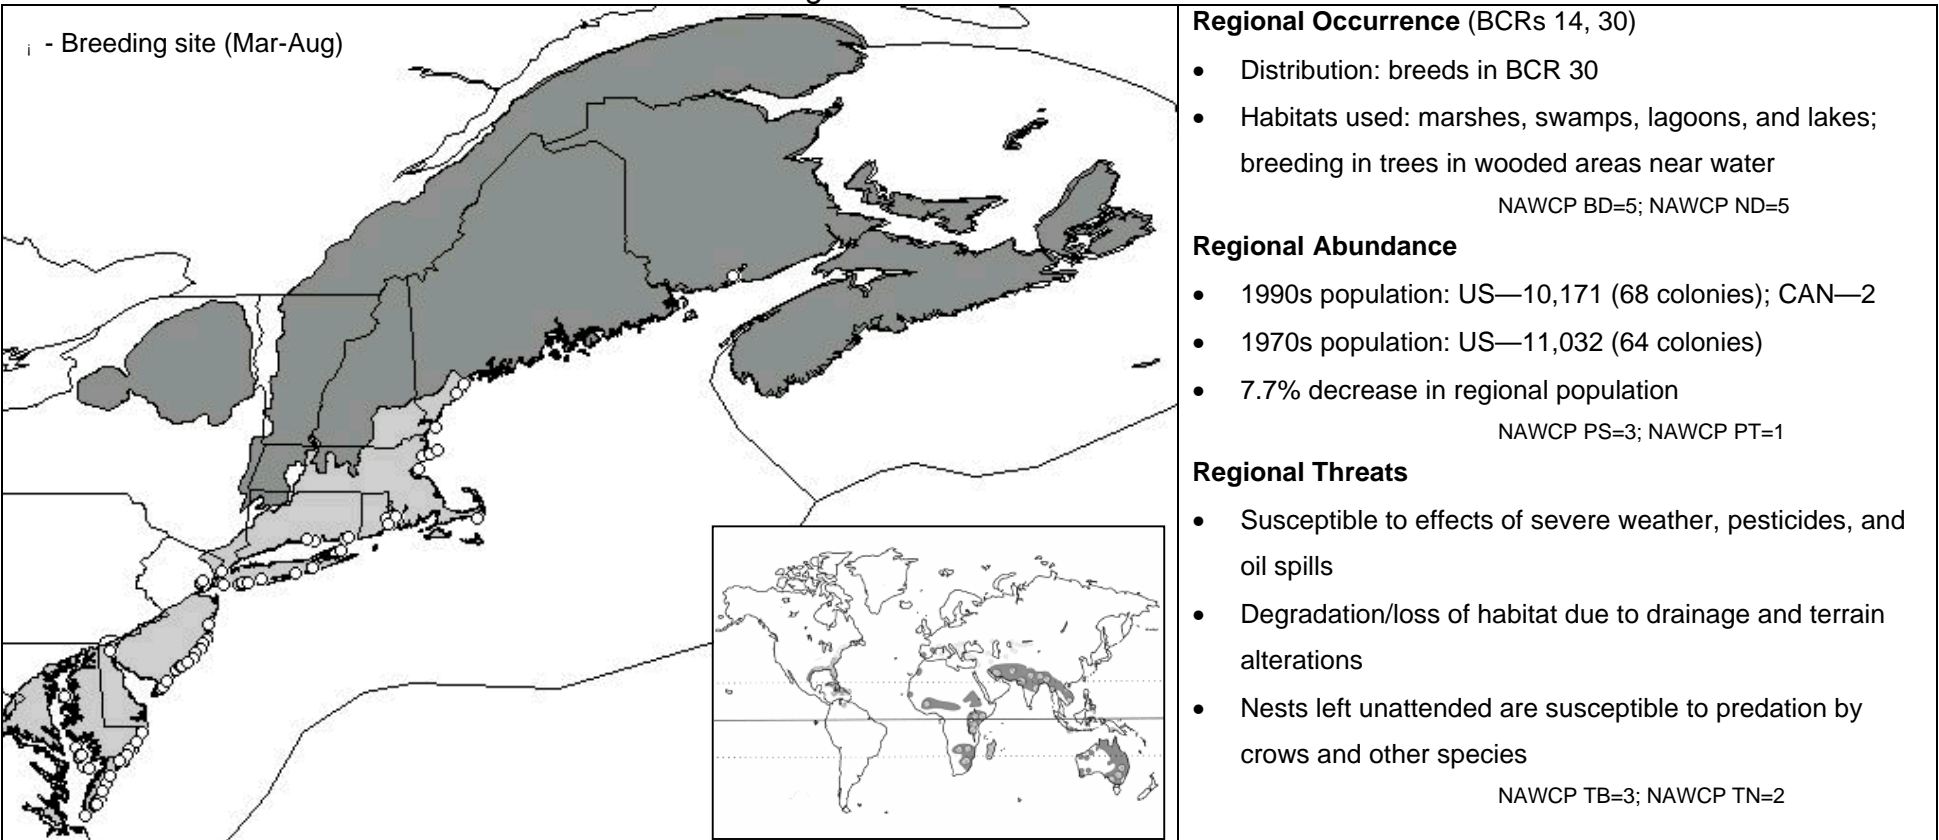 ¡ - Breeding site (Mar-Aug)
Regional Occurrence (BCRs 14, 30)
• Distribution: breeds in BCR 30
• Habitats used: marshes, swamps, lagoons, and lakes;
breeding in trees in wooded areas near water
NAWCP BD=5; NAWCP ND=5
Regional Abundance
• 1990s population: US—10,171 (68 colonies); CAN—2
• 1970s population: US—11,032 (64 colonies)
• 7.7% decrease in regional population
NAWCP PS=3; NAWCP PT=1
Regional Threats
• Susceptible to effects of severe weather, pesticides, and
oil spills
• Degradation/loss of habitat due to drainage and terrain
alterations
• Nests left unattended are susceptible to predation by
crows and other species
NAWCP TB=3; NAWCP TN=2